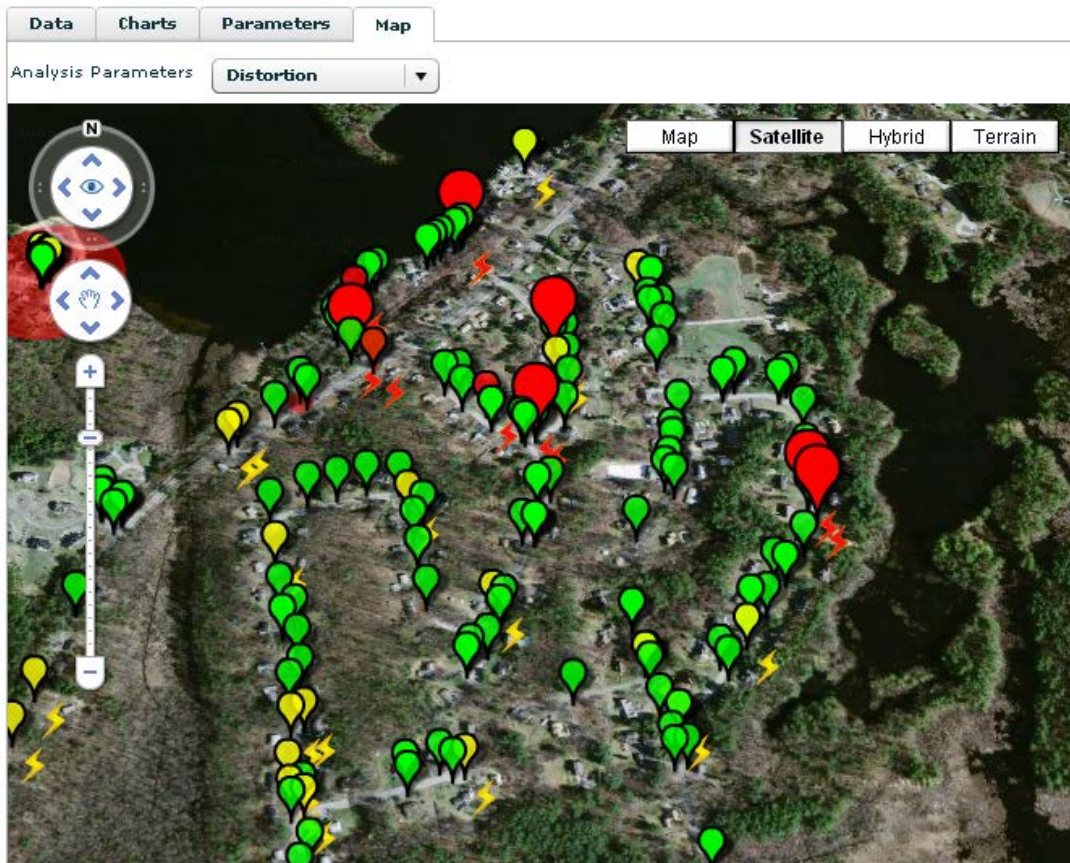 Data Charts Parameters Map
Analysis Parameters Distortion
N
Map Satellite Hybrid Terrain